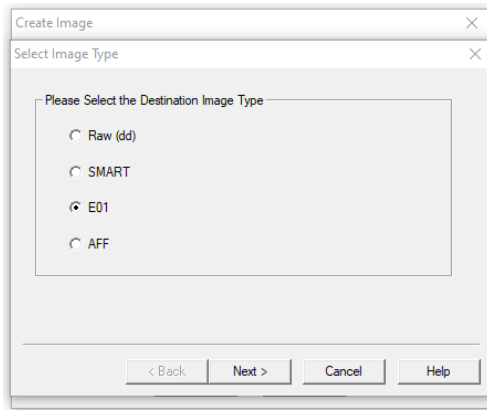 Create Image
Select Image Type
Please Select the Destination Image Type
Raw (dd)
SMART
E01
AFF
< Back Next > Cancel Help